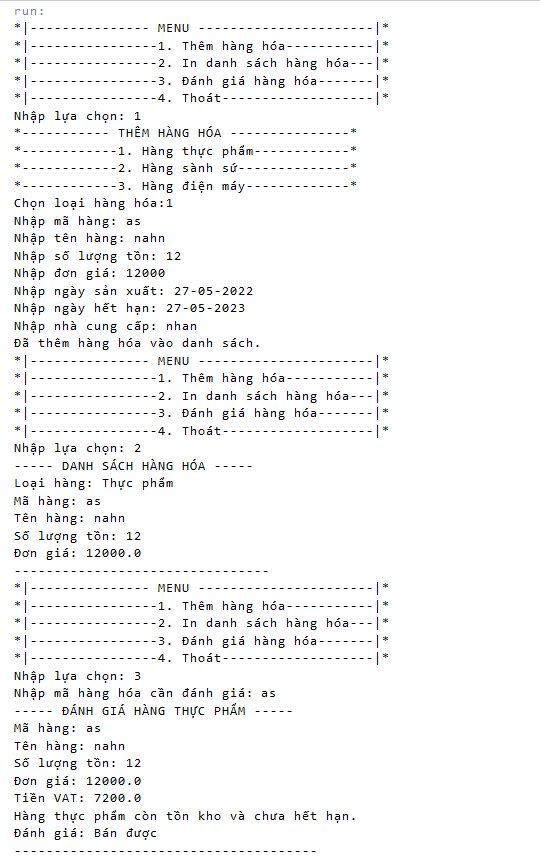 run:
*|--------------- MENU ----------------------|*
*|----------------1. Thêm hàng hóa-----------|*
*|----------------2. In danh sách hàng hóa---|*
*|----------------3. Đánh giá hàng hóa-------|*
*|----------------4. Thoát-------------------|*
Nhập lựa chọn: 1
*----------- THÊM HÀNG HÓA ---------------*
*------------1. Hàng thực phẩm------------*
*------------2. Hàng sành sứ--------------*
*------------3. Hàng điện máy-------------*
Chọn loại hàng hóa:1
Nhập mã hàng: as
Nhập tên hàng: nahn
Nhập số lượng tồn: 12
Nhập đơn giá: 12000
Nhập ngày sản xuất: 27-05-2022
Nhập ngày hết hạn: 27-05-2023
Nhập nhà cung cấp: nhan
Đã thêm hàng hóa vào danh sách.
*|--------------- MENU ----------------------|*
*|----------------1. Thêm hàng hóa-----------|*
*|----------------2. In danh sách hàng hóa---|*
*|----------------3. Đánh giá hàng hóa-------|*
*|----------------4. Thoát-------------------|*
Nhập lựa chọn: 2
----- DANH SÁCH HÀNG HÓA -----
Loại hàng: Thực phẩm
Mã hàng: as
Tên hàng: nahn
Số lượng tồn: 12
Đơn giá: 12000.0
--------------------------------
*|--------------- MENU ----------------------|*
*|----------------1. Thêm hàng hóa-----------|*
*|----------------2. In danh sách hàng hóa---|*
*|----------------3. Đánh giá hàng hóa-------|*
*|----------------4. Thoát-------------------|*
Nhập lựa chọn: 3
Nhập mã hàng hóa cần đánh giá: as
----- ĐÁNH GIÁ HÀNG THỰC PHẨM -----
Mã hàng: as
Tên hàng: nahn
Số lượng tồn: 12
Đơn giá: 12000.0
Tiền VAT: 7200.0
Hàng thực phẩm còn tồn kho và chưa hết hạn.
Đánh giá: Bán được
--------------------------------------